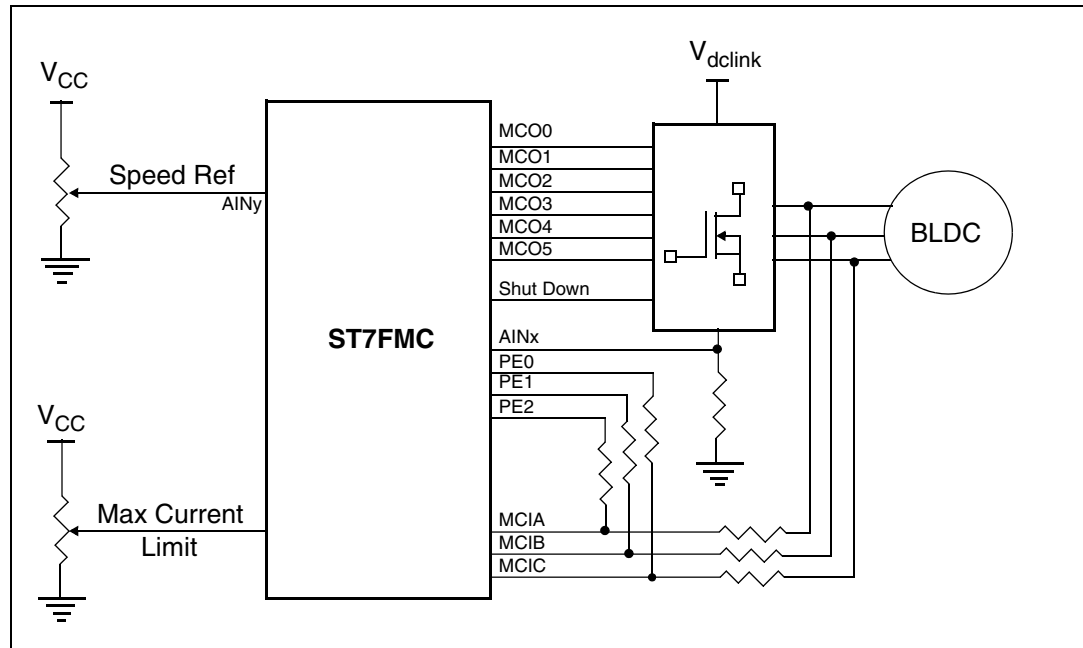 VCC
Speed Ref
AINy
VCC
Max Current
Limit
ST7FMC
MCO0
MCO1
MCO2
MCO3
MCO4
MCO5
Shut Down
AINx
PE0
PE1
PE2
MCIA
MCIB
MCIC
Vdclink
BLDC